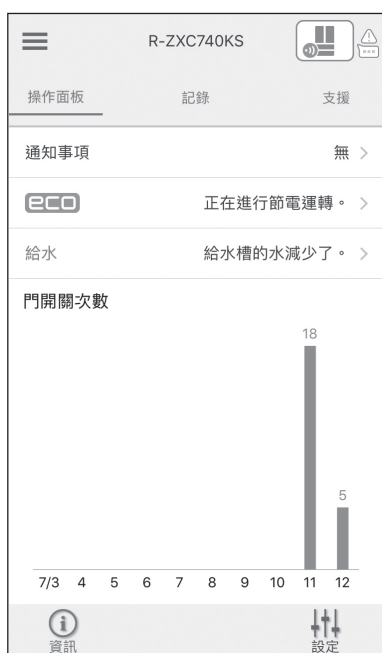 R-ZXC740KS
操作面板 記錄 支援
通知事項 無 >
eco 正在進行節電運轉。 >
給水 給水槽的水減少了。 >
門開關次數
18
5
7/3 4 5 6 7 8 9 10 11 12
資訊 設定